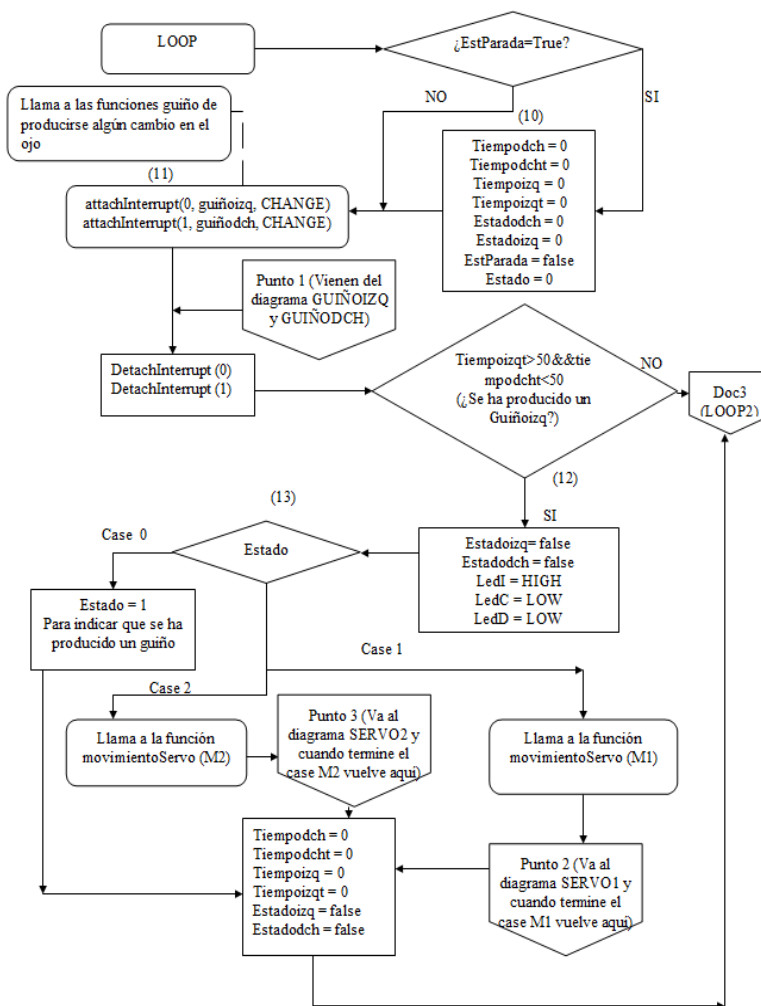 LOOP
¿EstParada=True?
NO
SI
(10)
Llama a las funciones guiño de
producirse algún cambio en el
ojo
(11)
Tiempodch = 0
Tiempodcht = 0
Tiempoizq = 0
Tiempoizqt = 0
Estadodch = 0
Estadoizq = 0
EstParada = false
Estado = 0
attachInterrupt(0, guiñoizq, CHANGE)
attachInterrupt(1, guiñodch, CHANGE)
Punto 1 (Vienen del
diagrama GUIÑOIZQ
y GUIÑODCH)
DetachInterrupt (0)
DetachInterrupt (1)
Tiempoizqt>50&&tie
mpodcht<50
(¿Se ha producido un
Guiñoizq?)
NO
Doc3
(LOOP2)
(12)
SI
(13)
Case 0
Estado
Estadoizq= false
Estadodch = false
LedI = HIGH
LedC = LOW
LedD = LOW
Estado = 1
Para indicar que se ha
producido un guiño
Case 1
Case 2
Llama a la función
movimientoServo (M2)
Punto 3 (Va al
diagrama SERVO2 y
cuando termine el
case M2 vuelve aqui)
Llama a la función
movimientoServo (M1)
Tiempodch = 0
Tiempodcht = 0
Tiempoizq = 0
Tiempoizqt = 0
Estadoizq = false
Estadodch = false
Punto 2 (Va al
diagrama SERVO1 y
cuando termine el
case M1 vuelve aqui)